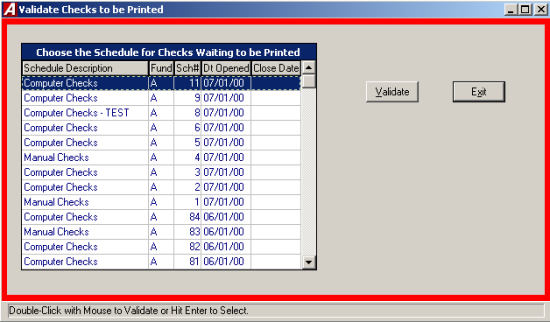 Validate Checks to be Printed
Choose the Schedule for Checks Waiting to be Printed
Schedule Description Fund Sch# Dt Opened Close Date
Computer Checks A 11 07/01/00
Computer Checks A 9 07/01/00
Computer Checks - TEST A 8 07/01/00
Computer Checks A 6 07/01/00
Computer Checks A 5 07/01/00
Manual Checks A 4 07/01/00
Computer Checks A 3 07/01/00
Computer Checks A 2 07/01/00
Manual Checks A 1 07/01/00
Computer Checks A 84 06/01/00
Manual Checks A 83 06/01/00
Computer Checks A 82 06/01/00
Computer Checks A 81 06/01/00
Validate Exit
Double-Click with Mouse to Validate or Hit Enter to Select.